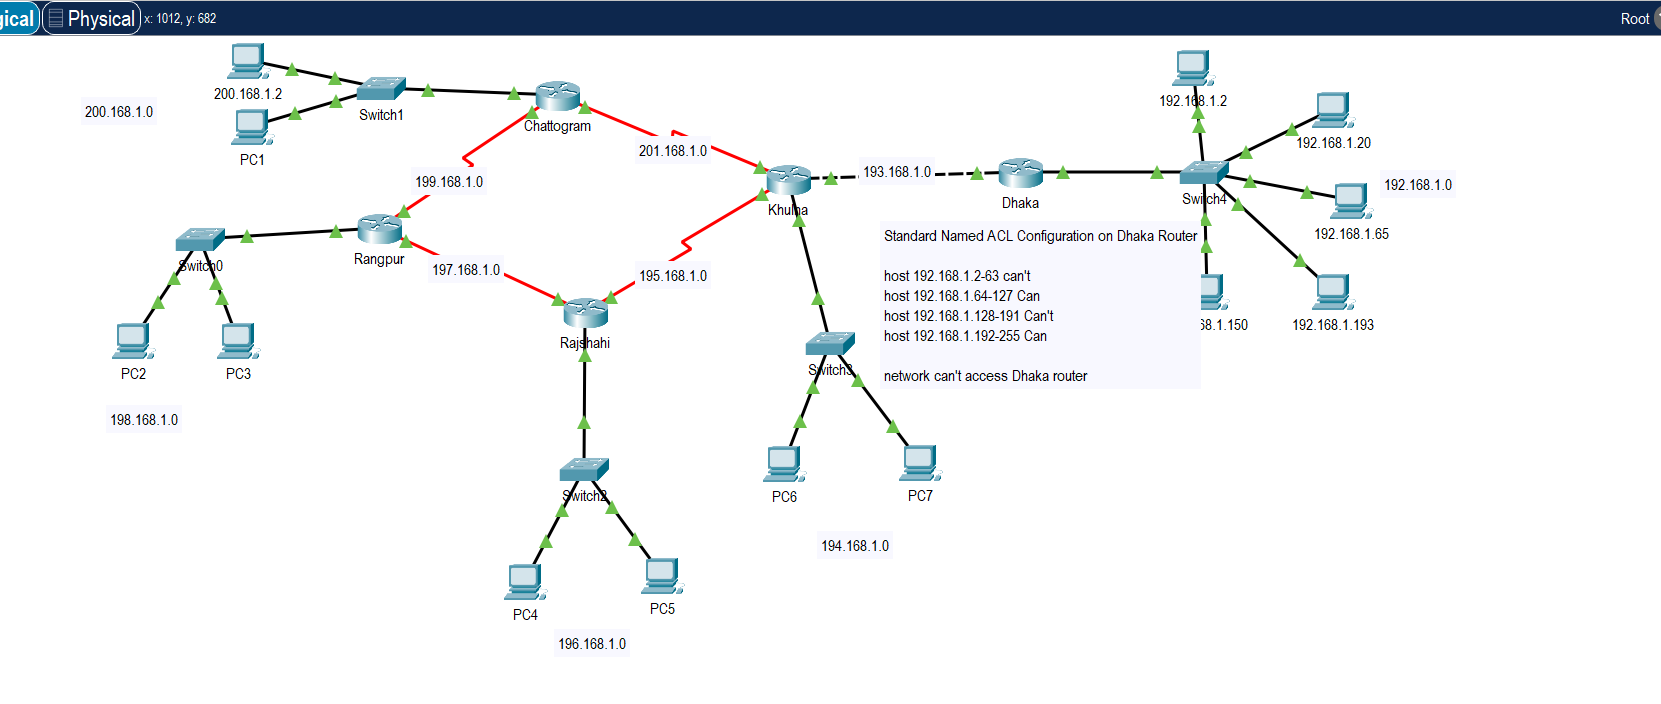 gical
Physical
x: 1012, y: 682
Root
200.168.1.2
200.168.1.0
Switch1
PC1
Chattogram
201.168.1.0
199.168.1.0
Khulna
193.168.1.0
Dhaka
192.168.1.2
192.168.1.20
Switch4
192.168.1.0
192.168.1.65
68.1.150
192.168.1.193
Switch0
Rangpur
197.168.1.0
195.168.1.0
Rajshahi
PC2
PC3
198.168.1.0
Standard Named ACL Configuration on Dhaka Router
host 192.168.1.2-63 can't
host 192.168.1.64-127 Can
host 192.168.1.128-191 Can't
host 192.168.1.192-255 Can
network can't access Dhaka router
Switch3
PC6
PC7
194.168.1.0
Switch2
PC4
PC5
196.168.1.0